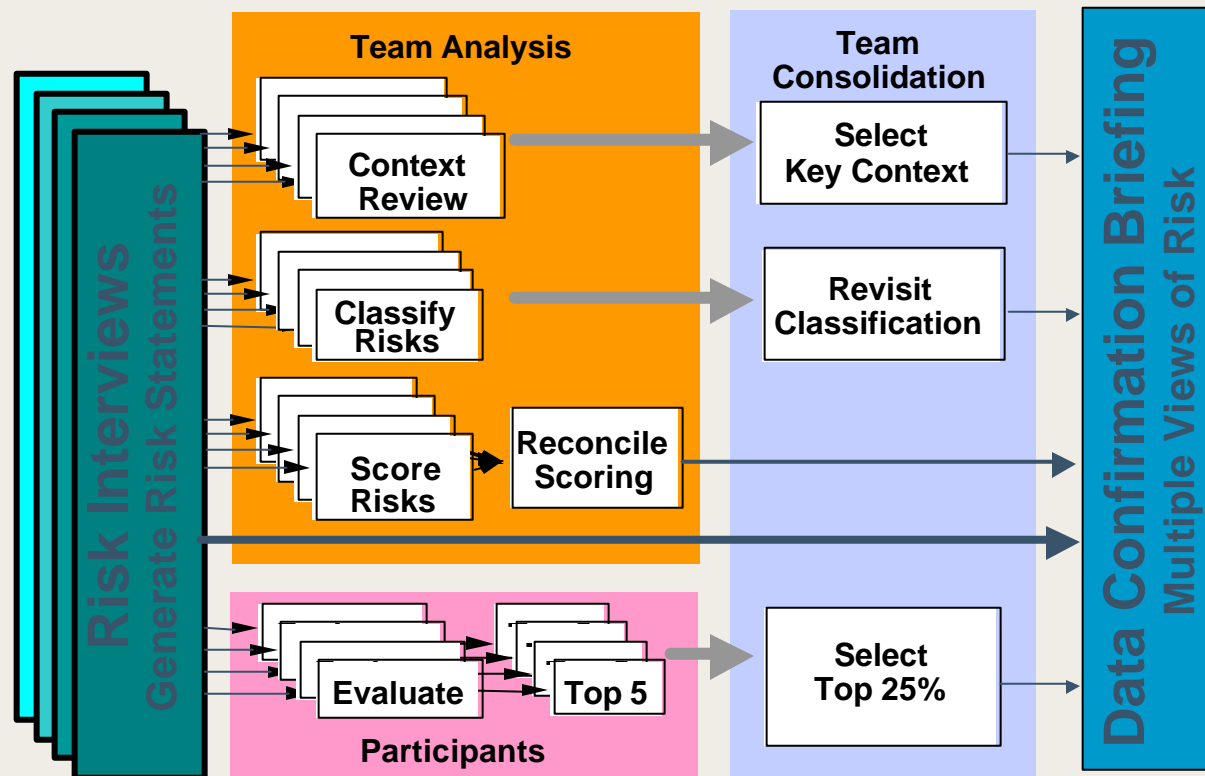 Risk Interviews
Generate Risk Statements
Team Analysis
Context
Review
Classify
Risks
Score
Risks
Reconcile
Scoring
Evaluate
Top 5
Participants
Team
Consolidation
Select
Key Context
Revisit
Classification
Select
Top 25%
Data Confirmation Briefing
Multiple Views of Risk